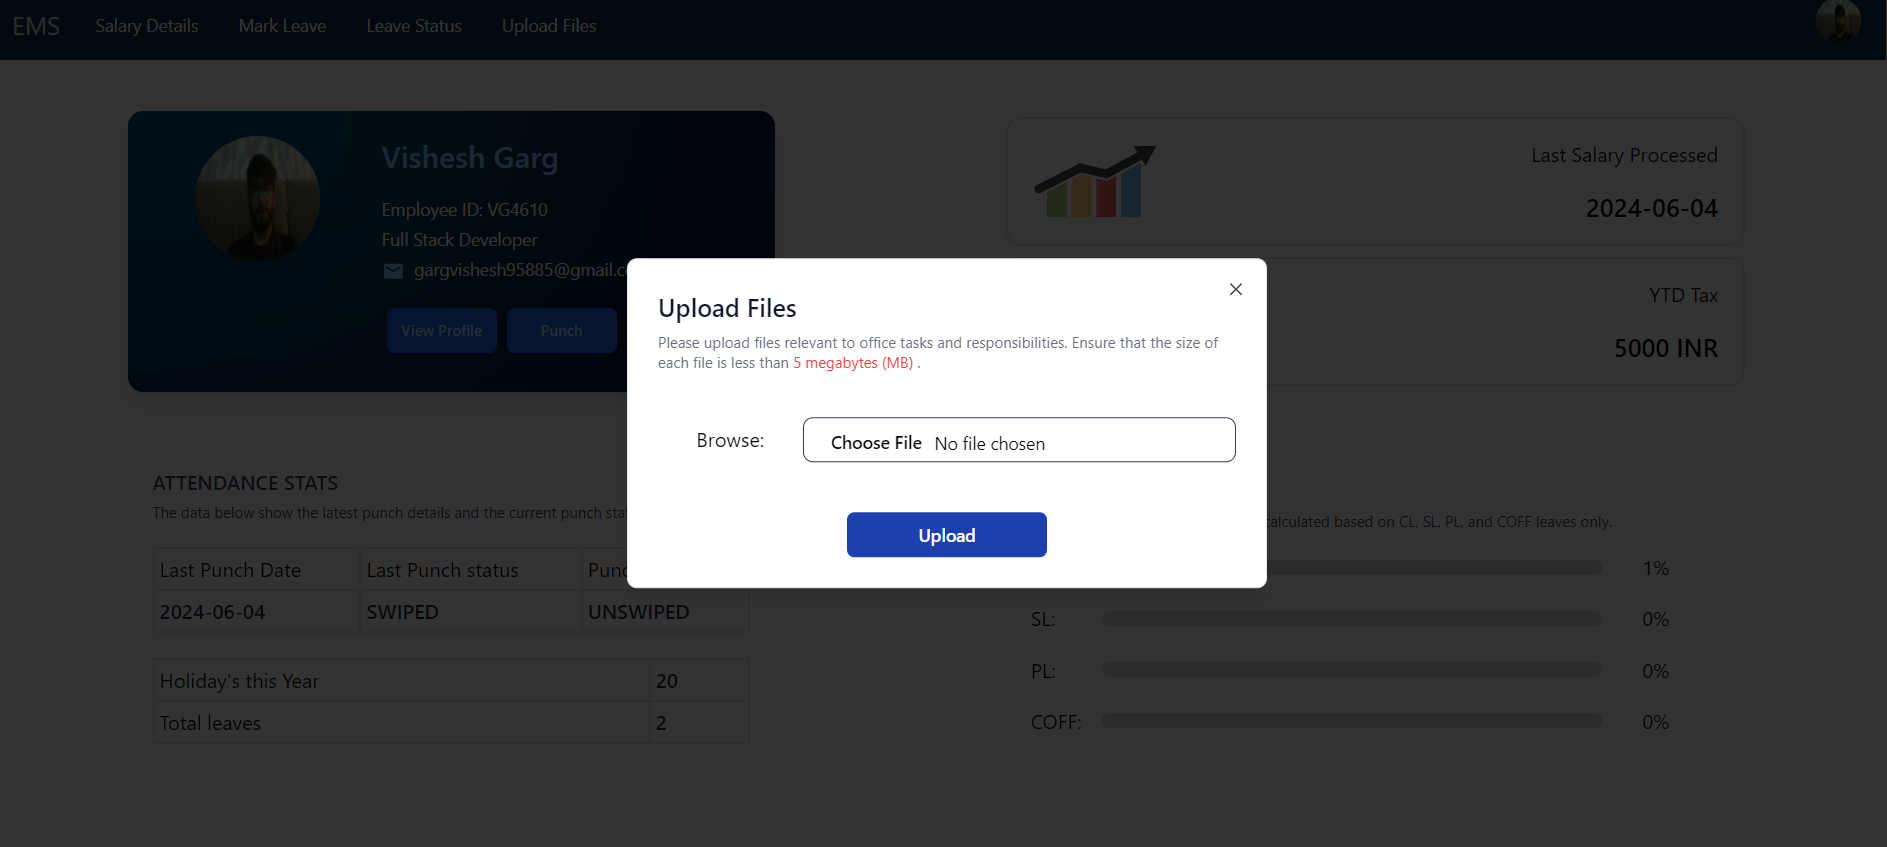 EMS Salary Details Mark Leave Leave Status Upload Files
Vishesh Garg
Employee ID: VG4610
Full Stack Developer
gargvishesh95885@gmail.c
View Profile Punch
Last Salary Processed
2024-06-04
YTD Tax
5000 INR
Upload Files
Please upload files relevant to office tasks and responsibilities. Ensure that the size of
each file is less than 5 megabytes (MB) .
Browse: Choose File No file chosen
Upload
ATTENDANCE STATS
The data below show the latest punch details and the current punch sta
Last Punch Date Last Punch status Punc
2024-06-04 SWIPED UNSWIPED
Holiday's this Year 20
Total leaves 2
calculated based on CL, SL, PL, and COFF leaves only.
1%
SL: 0%
PL: 0%
COFF: 0%